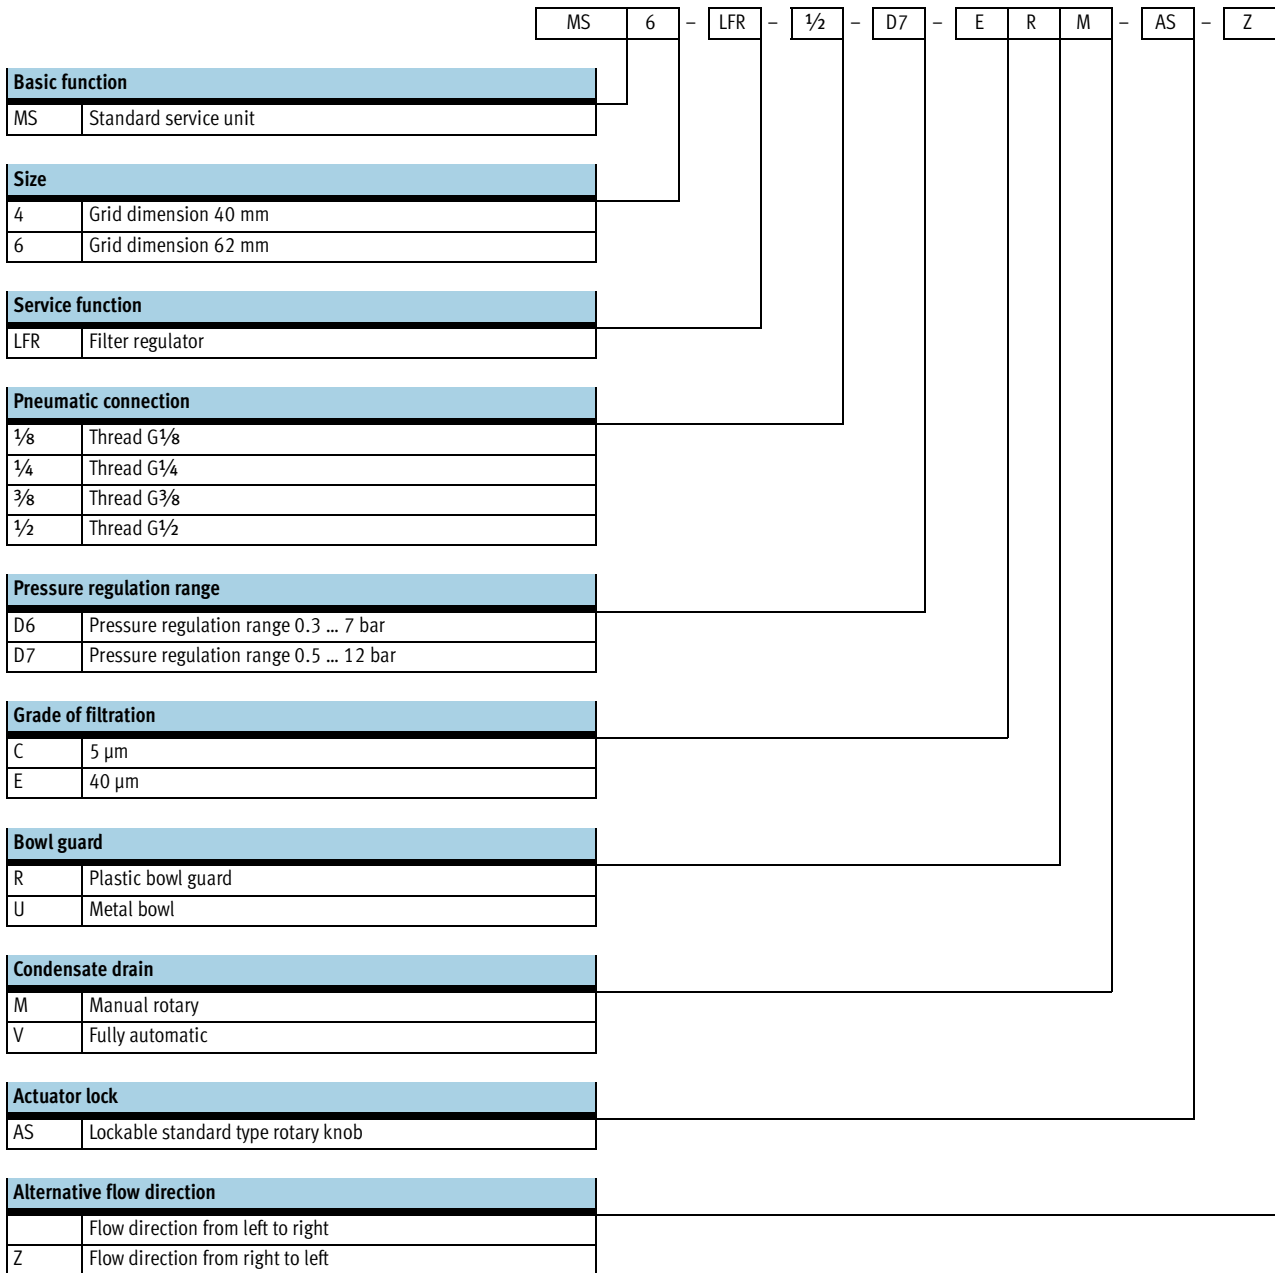 MS 6 – LFR – ½ – D7 – E R M – AS – Z
Basic function
MS Standard service unit
Size
4 Grid dimension 40 mm
6 Grid dimension 62 mm
Service function
LFR Filter regulator
Pneumatic connection
⅛ Thread G⅛
¼ Thread G¼
⅜ Thread G⅜
½ Thread G½
Pressure regulation range
D6 Pressure regulation range 0.3 … 7 bar
D7 Pressure regulation range 0.5 … 12 bar
Grade of filtration
C 5 µm
E 40 µm
Bowl guard
R Plastic bowl guard
U Metal bowl
Condensate drain
M Manual rotary
V Fully automatic
Actuator lock
AS Lockable standard type rotary knob
Alternative flow direction
Flow direction from left to right
Z Flow direction from right to left